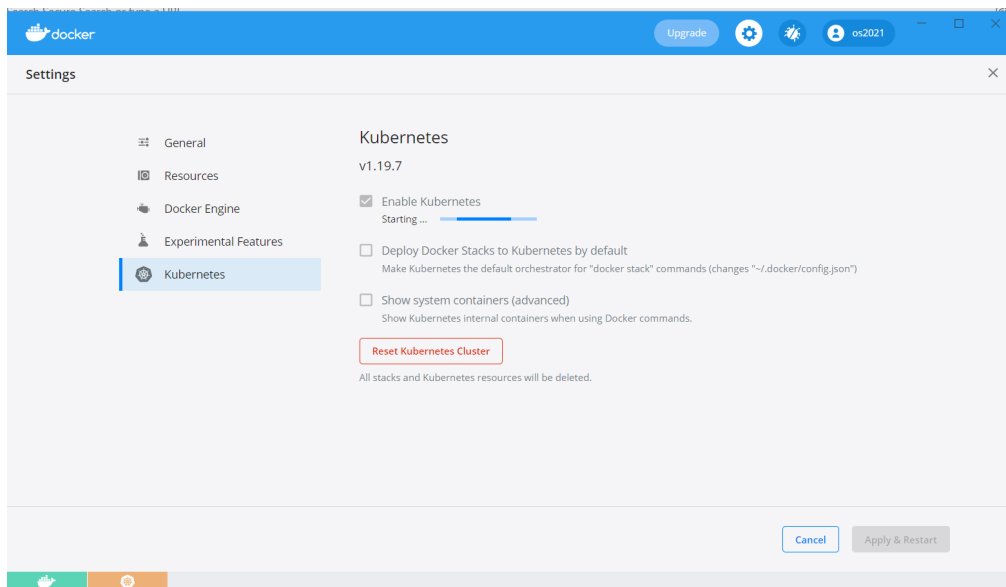 docker
Upgrade
os2021
Settings
General
Resources
Docker Engine
Experimental Features
Kubernetes
Kubernetes
v1.19.7
Enable Kubernetes
Starting ...
Deploy Docker Stacks to Kubernetes by default
Make Kubernetes the default orchestrator for "docker stack" commands (changes "~/.docker/config.json")
Show system containers (advanced)
Show Kubernetes internal containers when using Docker commands.
Reset Kubernetes Cluster
All stacks and Kubernetes resources will be deleted.
Cancel
Apply & Restart